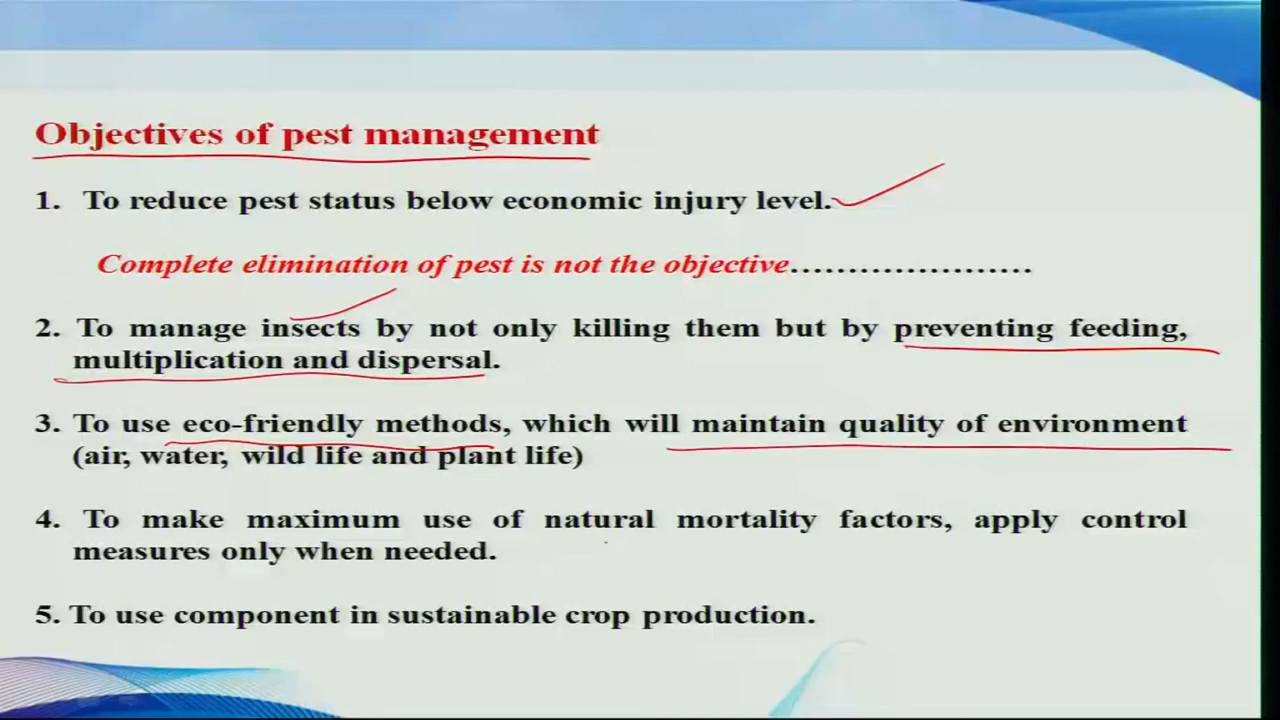 Objectives of pest management
1. To reduce pest status below economic injury level.
Complete elimination of pest is not the objective.....................
2. To manage insects by not only killing them but by preventing feeding,
multiplication and dispersal.
3. To use eco-friendly methods, which will maintain quality of environment
(air, water, wild life and plant life)
4. To make maximum use of natural mortality factors, apply control
measures only when needed.
5. To use component in sustainable crop production.